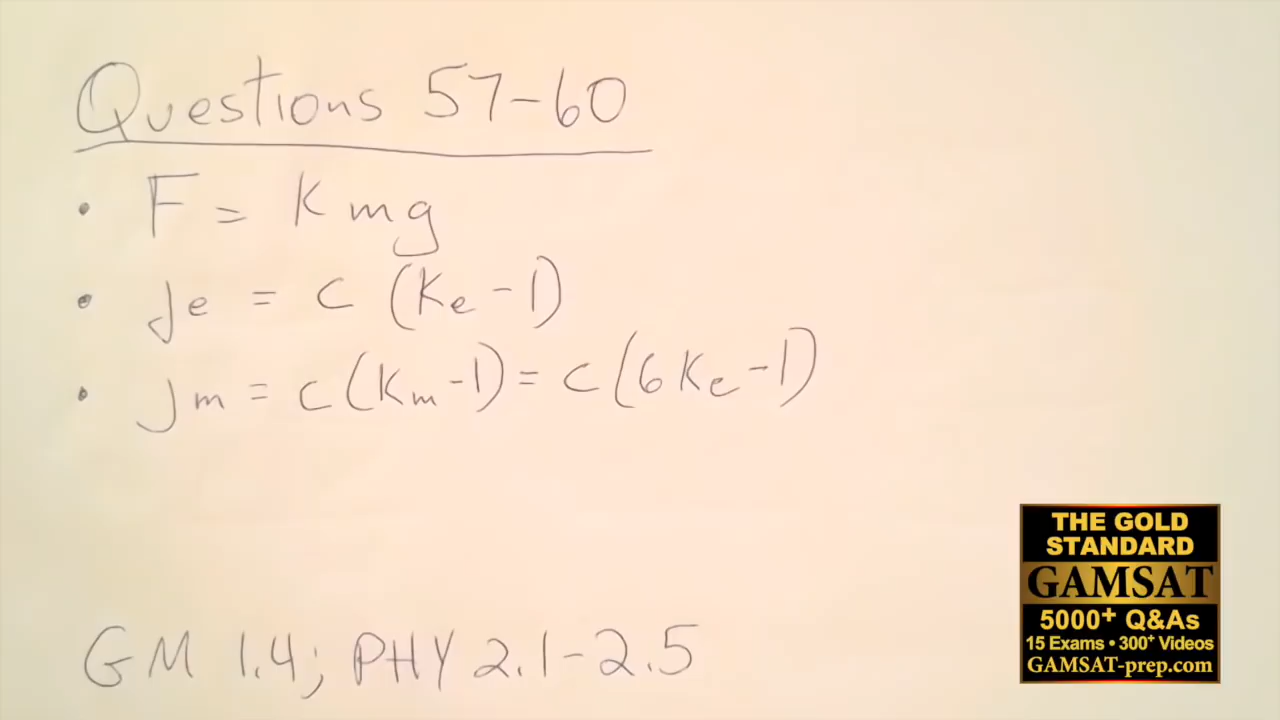 Questions 57-60
• F = Kmg
• je = c (Ke - 1)
• jm = c (Km - 1) = c (6Ke - 1)
GM 1.4; PHY 2.1-2.5
THE GOLD
STANDARD
GAMSAT
5000+ Q&As
15 Exams • 300+ Videos
GAMSAT-prep.com